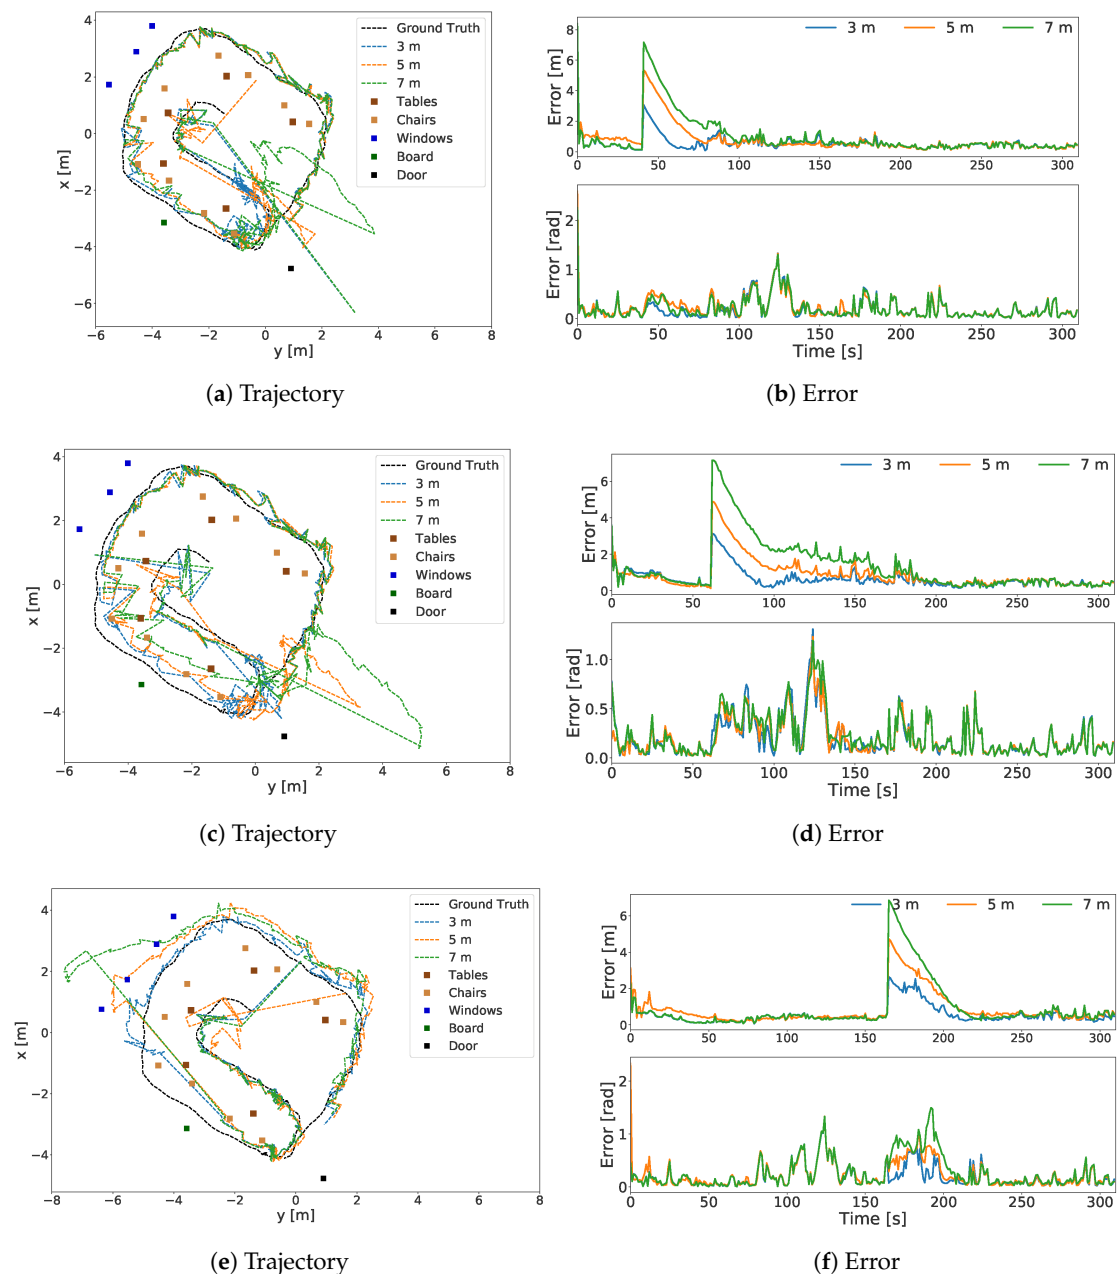 4
2
0
−2
−4
−6
−6 −4 −2 0 2 4 6 8
x [m]
y [m]
Ground Truth
3 m
5 m
7 m
Tables
Chairs
Windows
Board
Door
3 m 5 m 7 m
8
6
4
2
0
Error [m]
0 50 100 150 200 250 300
2
1
0
Error [rad]
0 50 100 150 200 250 300
Time [s]
(a) Trajectory
(b) Error
4
2
0
−2
−4
−6 −4 −2 0 2 4 6 8
x [m]
y [m]
Ground Truth
3 m
5 m
7 m
Tables
Chairs
Windows
Board
Door
3 m 5 m 7 m
6
4
2
0
Error [m]
0 50 100 150 200 250 300
1.0
0.5
0.0
Error [rad]
0 50 100 150 200 250 300
Time [s]
(c) Trajectory
(d) Error
4
2
0
−2
−4
−8 −6 −4 −2 0 2 4 6 8
x [m]
y [m]
Ground Truth
3 m
5 m
7 m
Tables
Chairs
Windows
Board
Door
3 m 5 m 7 m
6
4
2
0
Error [m]
0 50 100 150 200 250 300
2
1
0
Error [rad]
0 50 100 150 200 250 300
Time [s]
(e) Trajectory
(f) Error